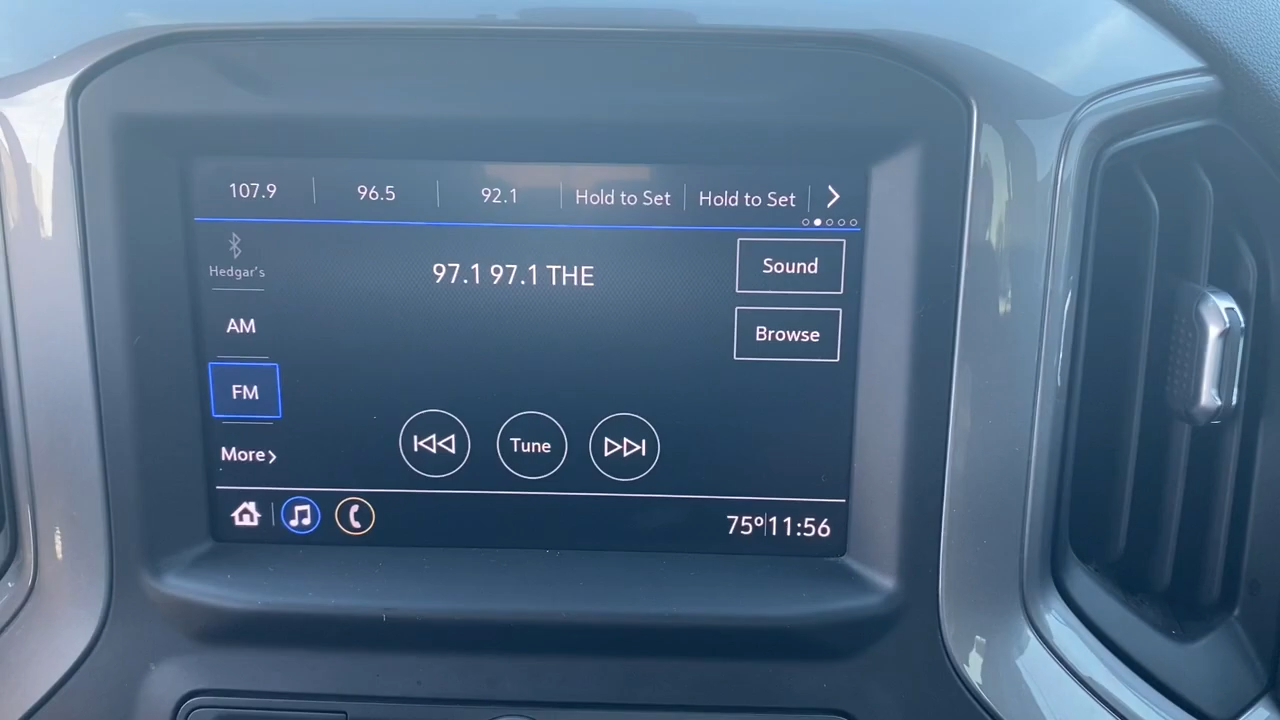 107.9 96.5 92.1 Hold to Set Hold to Set
Hedgar's
97.1 97.1 THE
Sound
AM
Browse
FM
Tune
More
75° 11:56